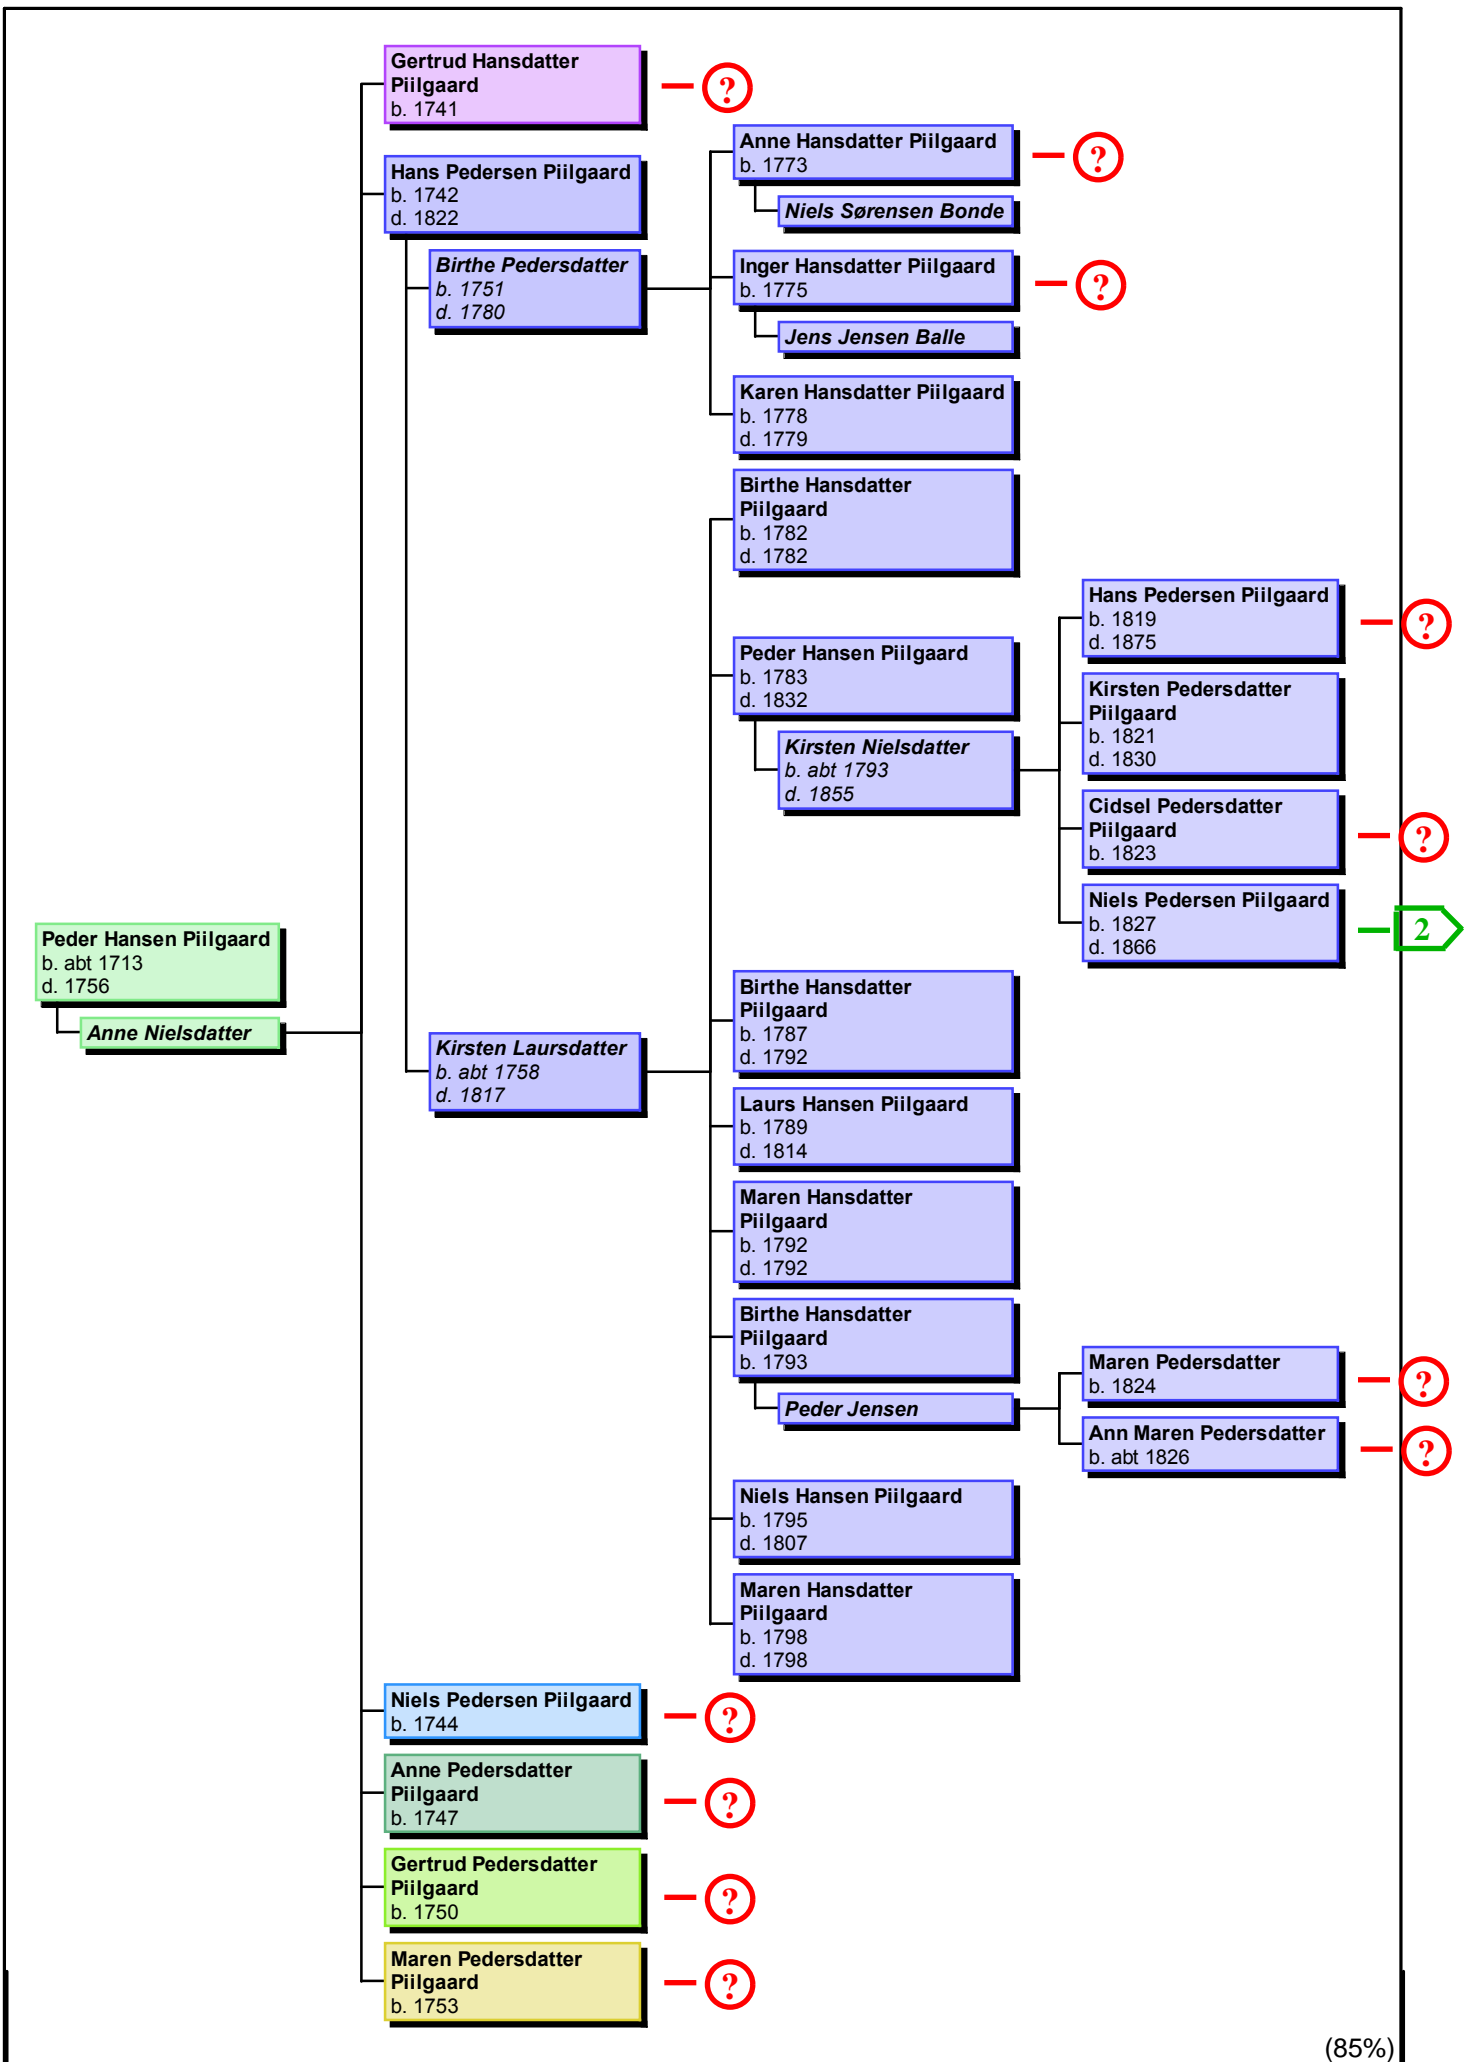 Gertrud Hansdatter
Piilgaard
b. 1741
?
Hans Pedersen Piilgaard
b. 1742
d. 1822
Birthe Pedersdatter
b. 1751
d. 1780
Anne Hansdatter Piilgaard
b. 1773
?
Niels Sørensen Bonde
Inger Hansdatter Piilgaard
b. 1775
?
Jens Jensen Balle
Karen Hansdatter Piilgaard
b. 1778
d. 1779
Birthe Hansdatter
Piilgaard
b. 1782
d. 1782
Peder Hansen Piilgaard
b. 1783
d. 1832
Kirsten Nielsdatter
b. abt 1793
d. 1855
Hans Pedersen Piilgaard
b. 1819
d. 1875
?
Kirsten Pedersdatter
Piilgaard
b. 1821
d. 1830
Cidsel Pedersdatter
Piilgaard
b. 1823
?
Niels Pedersen Piilgaard
b. 1827
d. 1866
2
Peder Hansen Piilgaard
b. abt 1713
d. 1756
Anne Nielsdatter
Kirsten Laursdatter
b. abt 1758
d. 1817
Birthe Hansdatter
Piilgaard
b. 1787
d. 1792
Laurs Hansen Piilgaard
b. 1789
d. 1814
Maren Hansdatter
Piilgaard
b. 1792
d. 1792
Birthe Hansdatter
Piilgaard
b. 1793
Peder Jensen
Maren Pedersdatter
b. 1824
?
Ann Maren Pedersdatter
b. abt 1826
?
Niels Hansen Piilgaard
b. 1795
d. 1807
Maren Hansdatter
Piilgaard
b. 1798
d. 1798
Niels Pedersen Piilgaard
b. 1744
?
Anne Pedersdatter
Piilgaard
b. 1747
?
Gertrud Pedersdatter
Piilgaard
b. 1750
?
Maren Pedersdatter
Piilgaard
b. 1753
?
(85%)